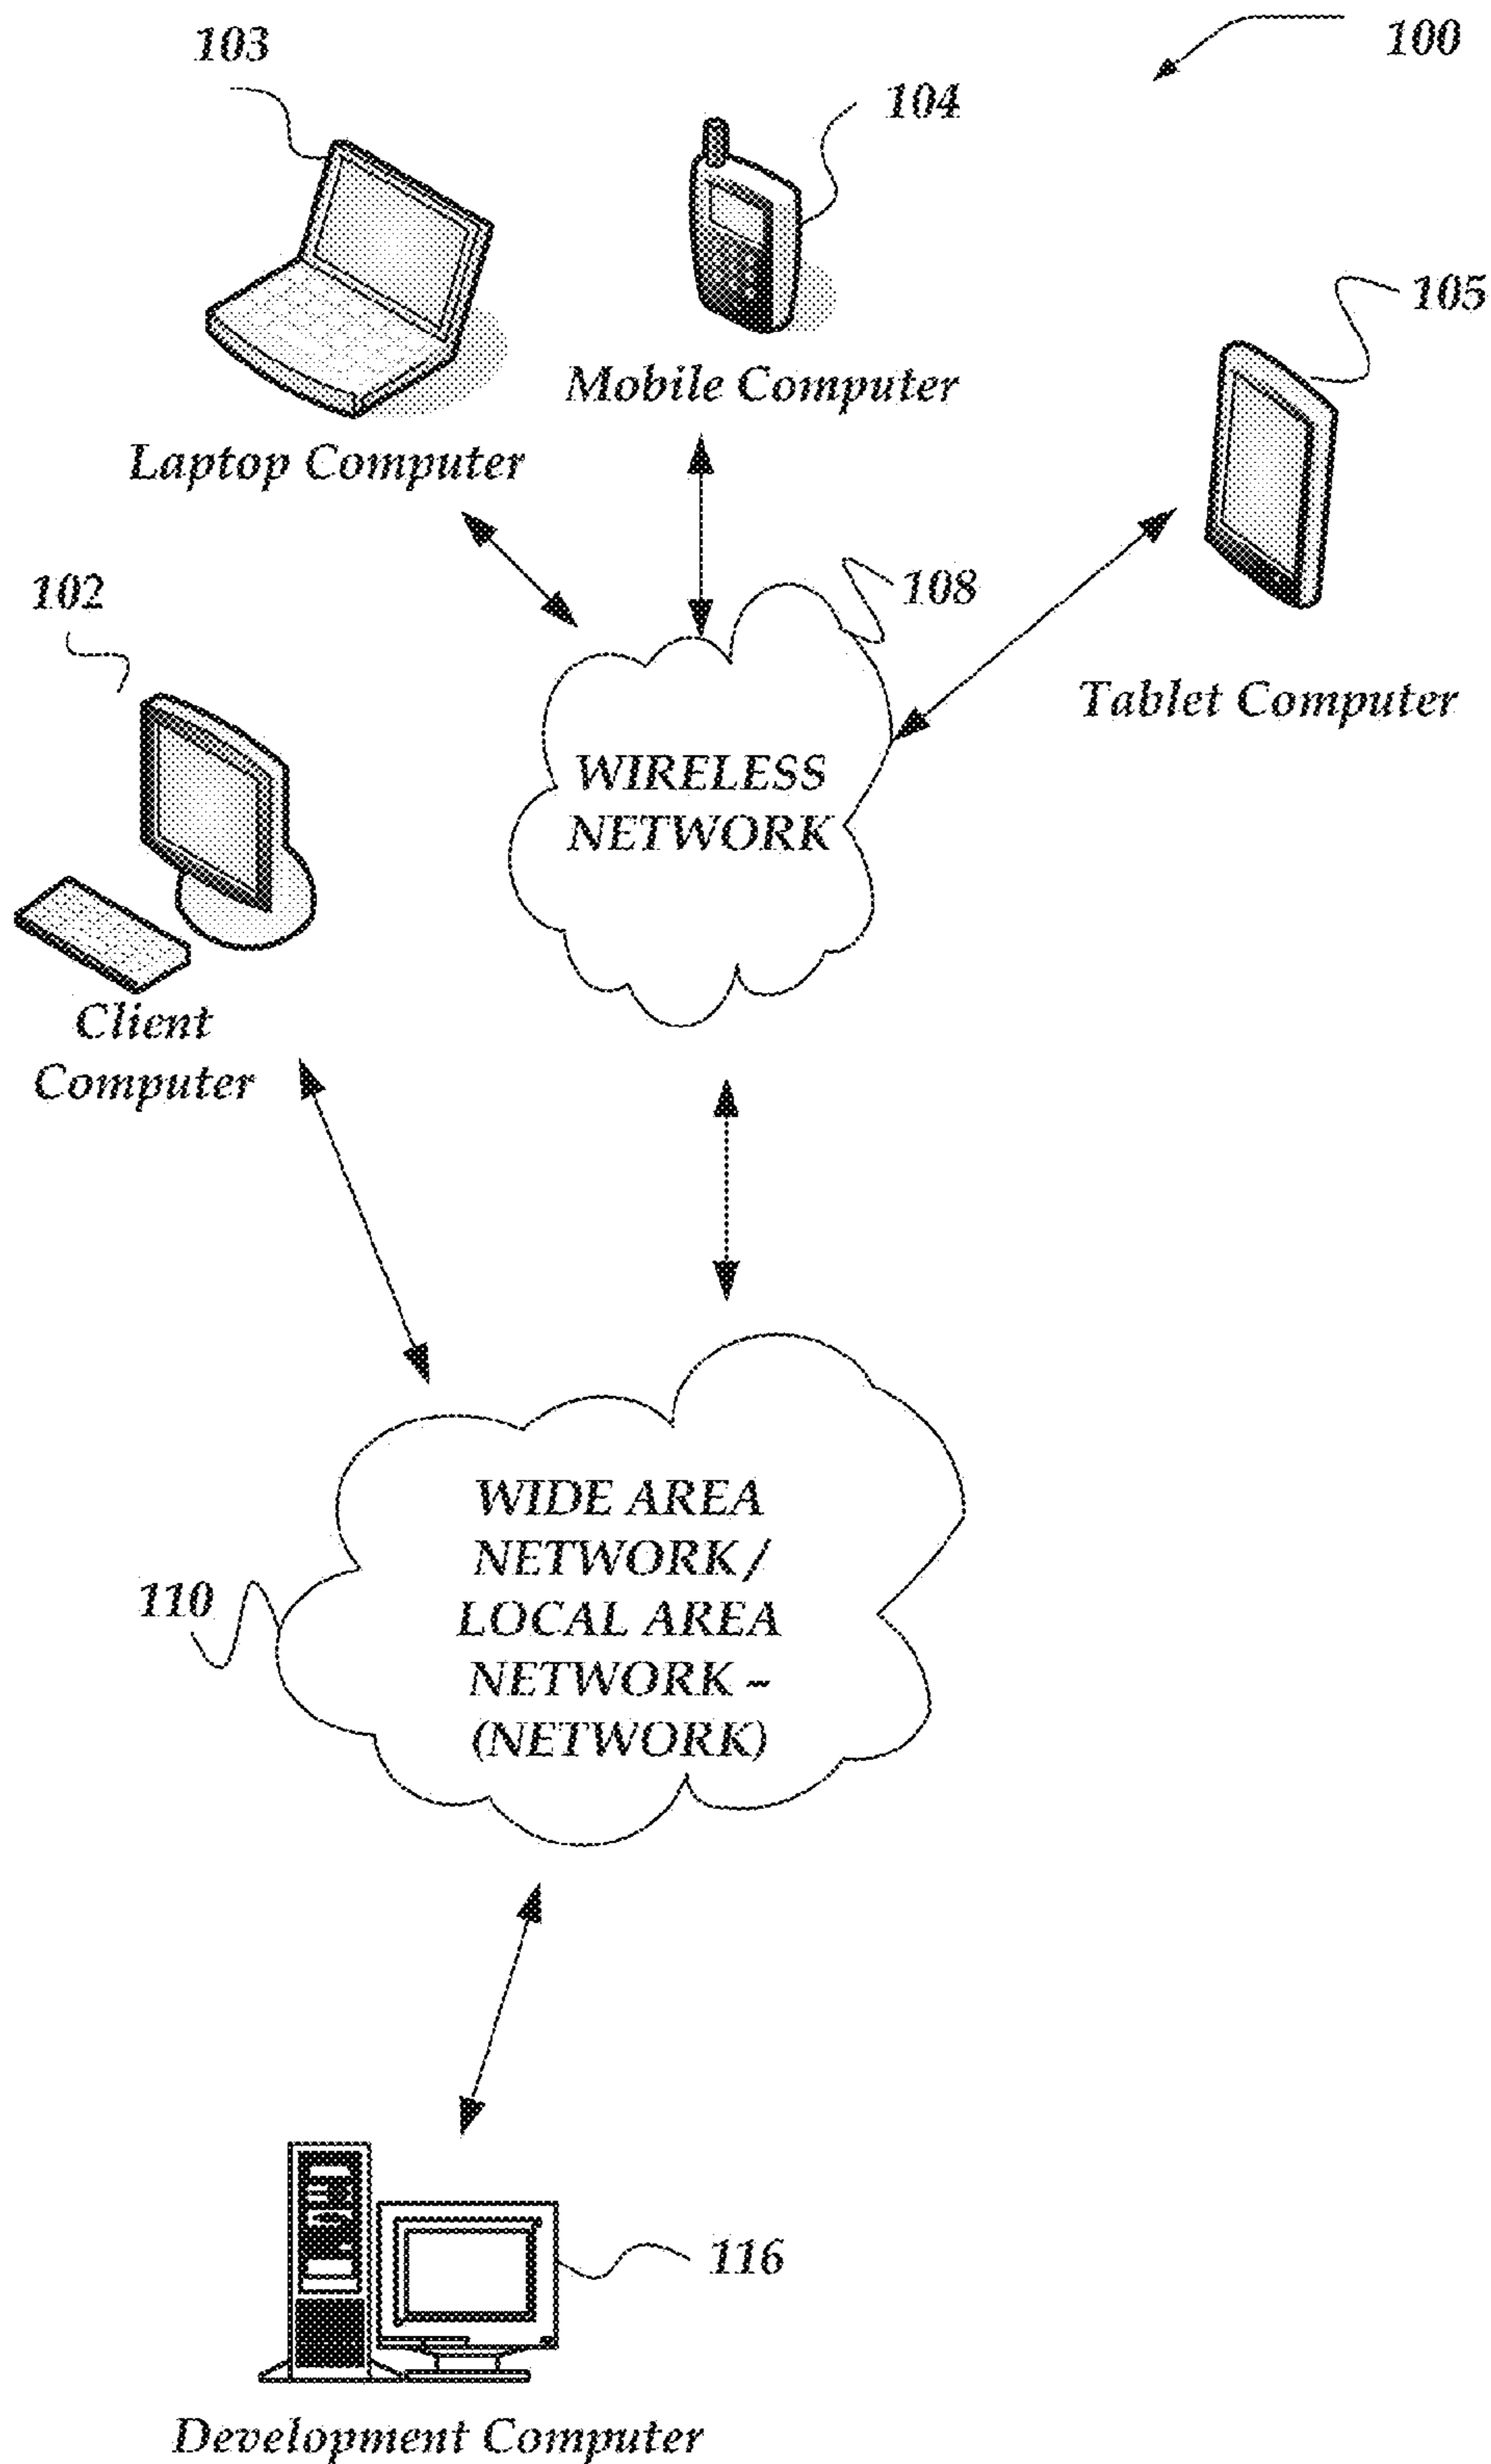 103
100
104
105
Mobile Computer
Laptop Computer
102
108
Tablet Computer
WIRELESS
NETWORK
Client
Computer
WIDE AREA
NETWORK/
LOCAL AREA
NETWORK –
(NETWORK)
110
116
Development Computer